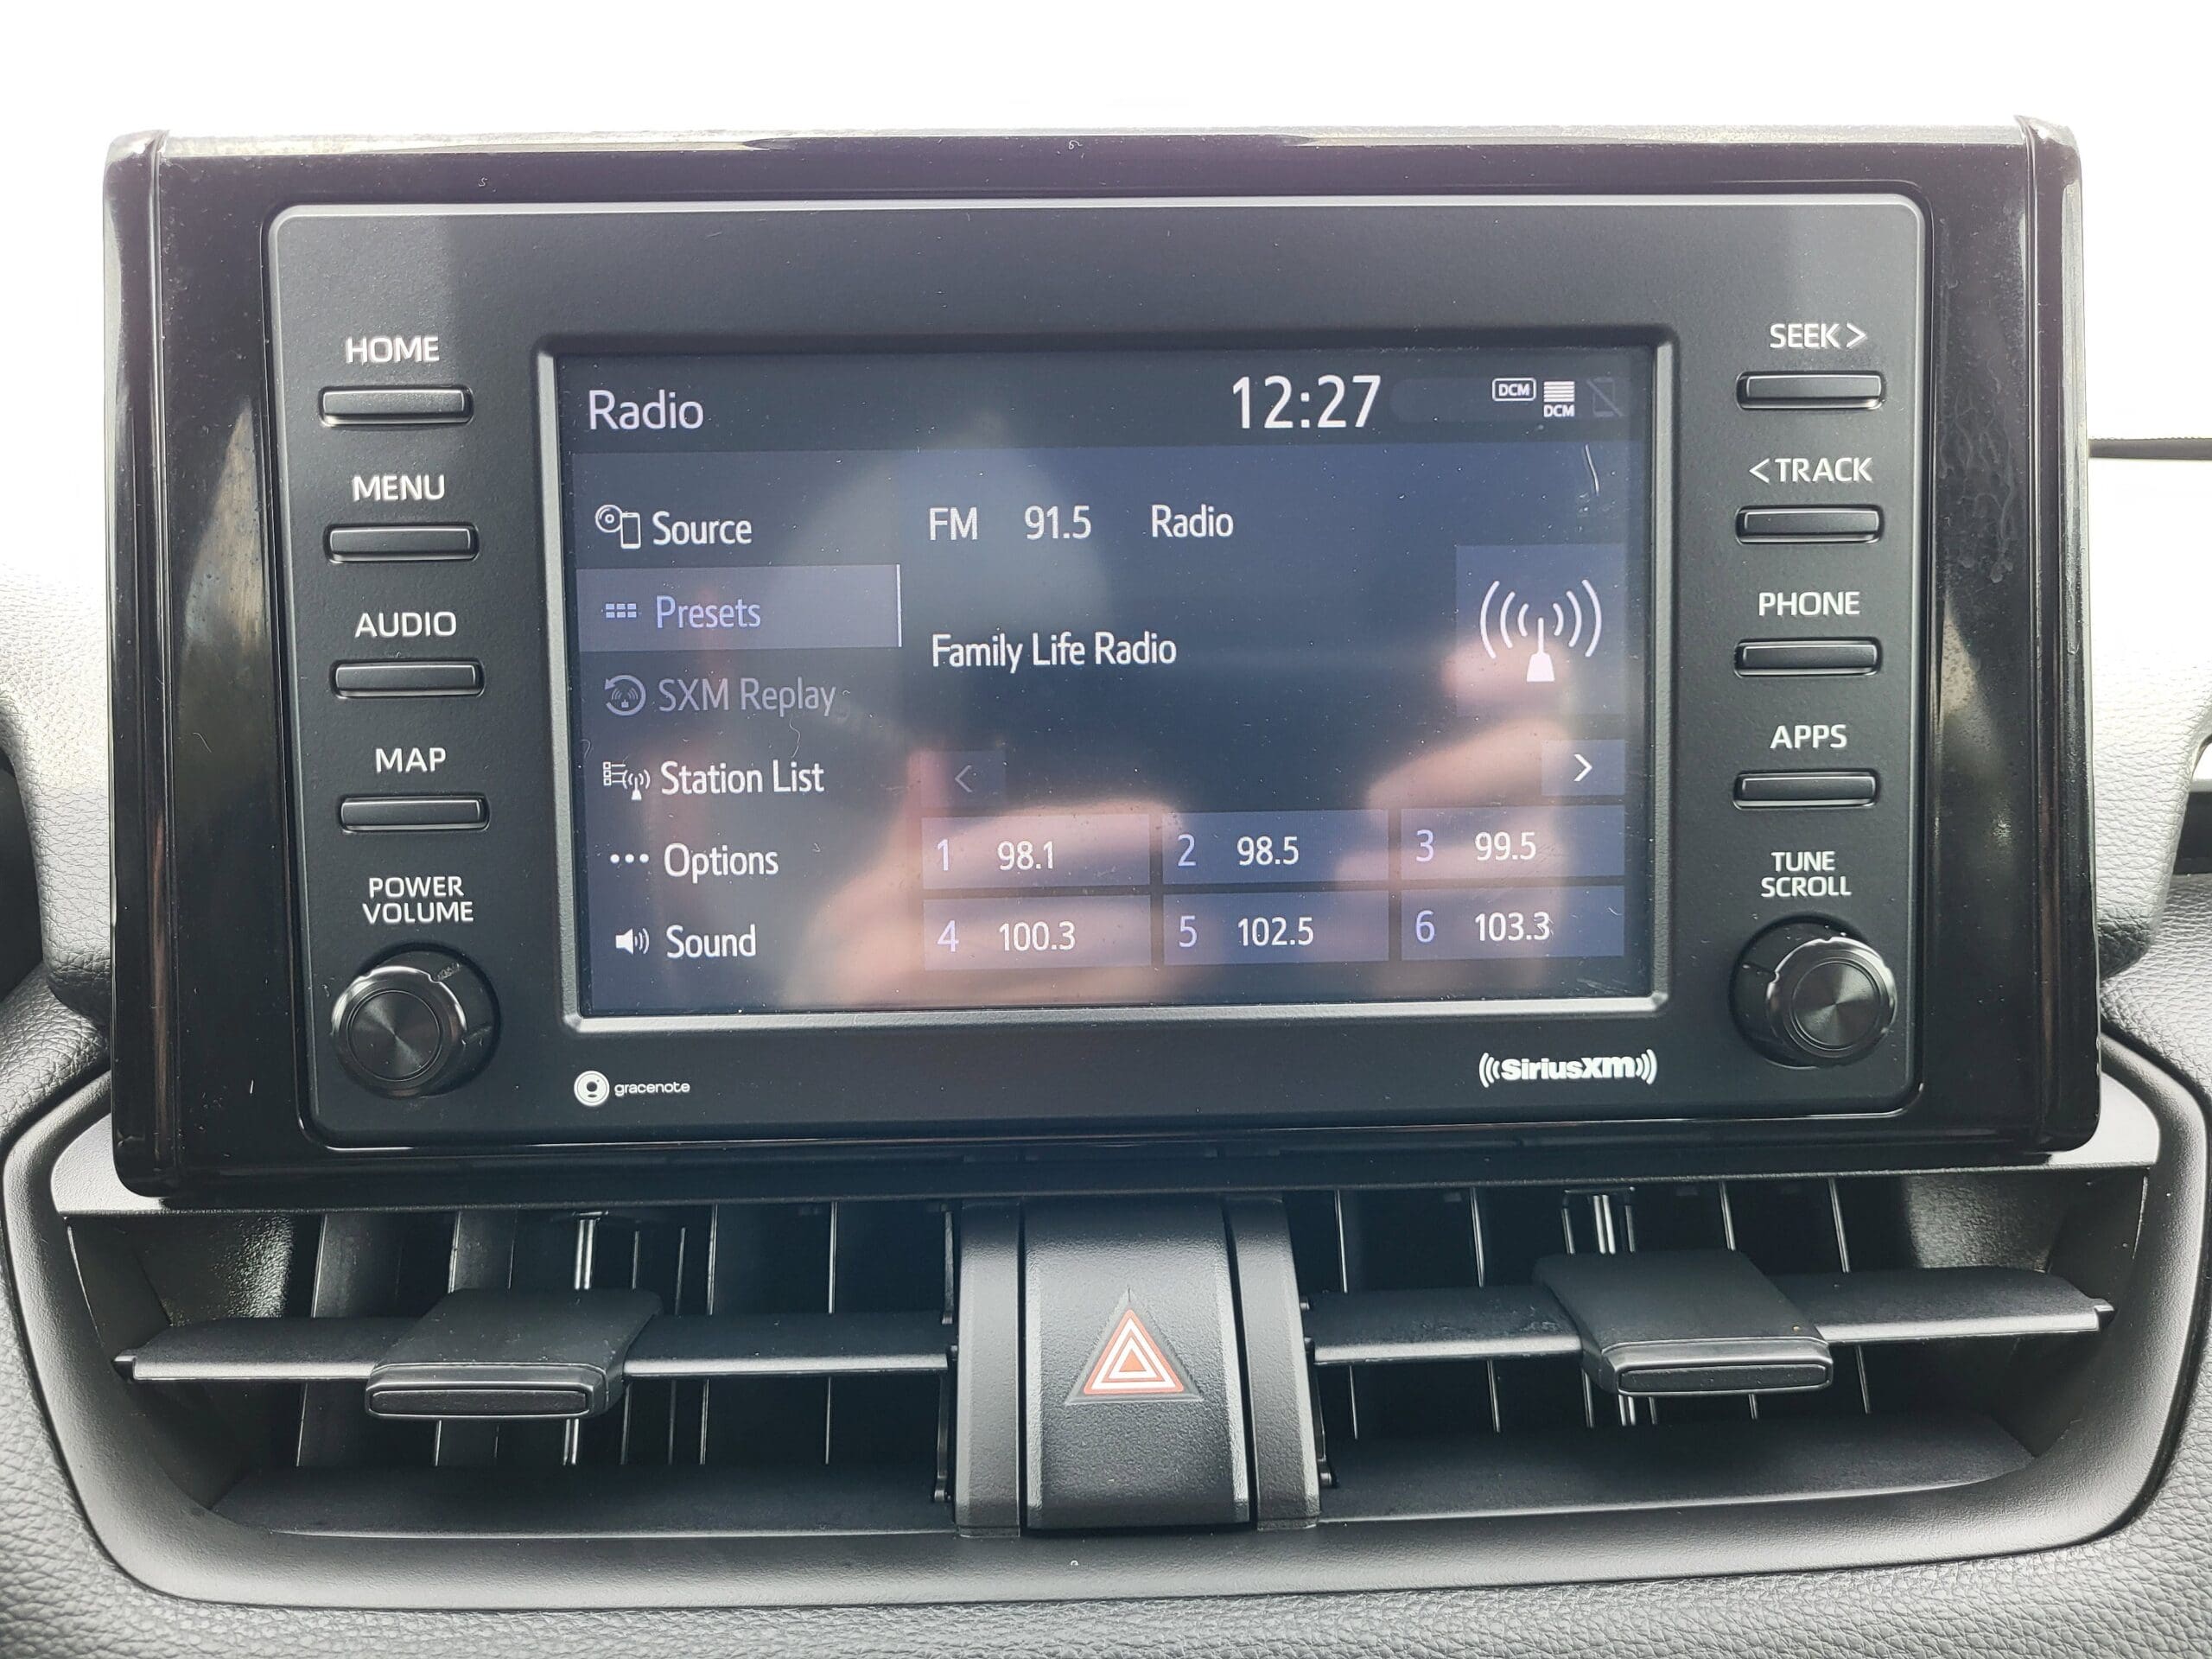 HOME
MENU
AUDIO
MAP
POWER
VOLUME
Radio
12:27
DCM
DCM
Source
Presets
SXM Replay
Station List
Options
Sound
FM 91.5 Radio
Family Life Radio
<
>
1 98.1
2 98.5
3 99.5
4 100.3
5 102.5
6 103.3
SEEK >
< TRACK
PHONE
APPS
TUNE
SCROLL
gracenote
((SiriusXM))